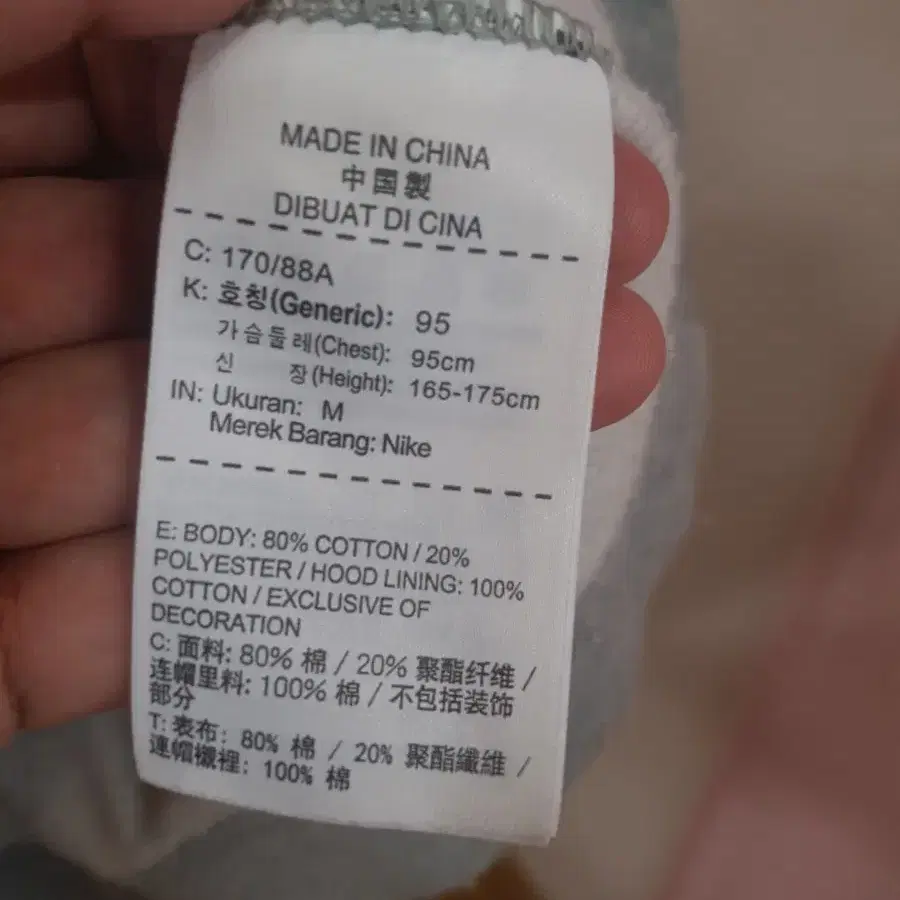 MADE IN CHINA
中国製
DIBUAT DI CINA
C: 170/88A
K: 호칭(Generic): 95
가슴둘레(Chest): 95cm
신 장(Height): 165-175cm
IN: Ukuran: M
Merek Barang: Nike
E: BODY: 80% COTTON / 20%
POLYESTER / HOOD LINING: 100%
COTTON / EXCLUSIVE OF
DECORATION
C: 面料: 80% 棉 / 20% 聚酯纤维 /
连帽里料: 100% 棉 / 不包括装饰
部分
T: 表布: 80% 棉 / 20% 聚酯纖維 /
連帽襯裡: 100% 棉